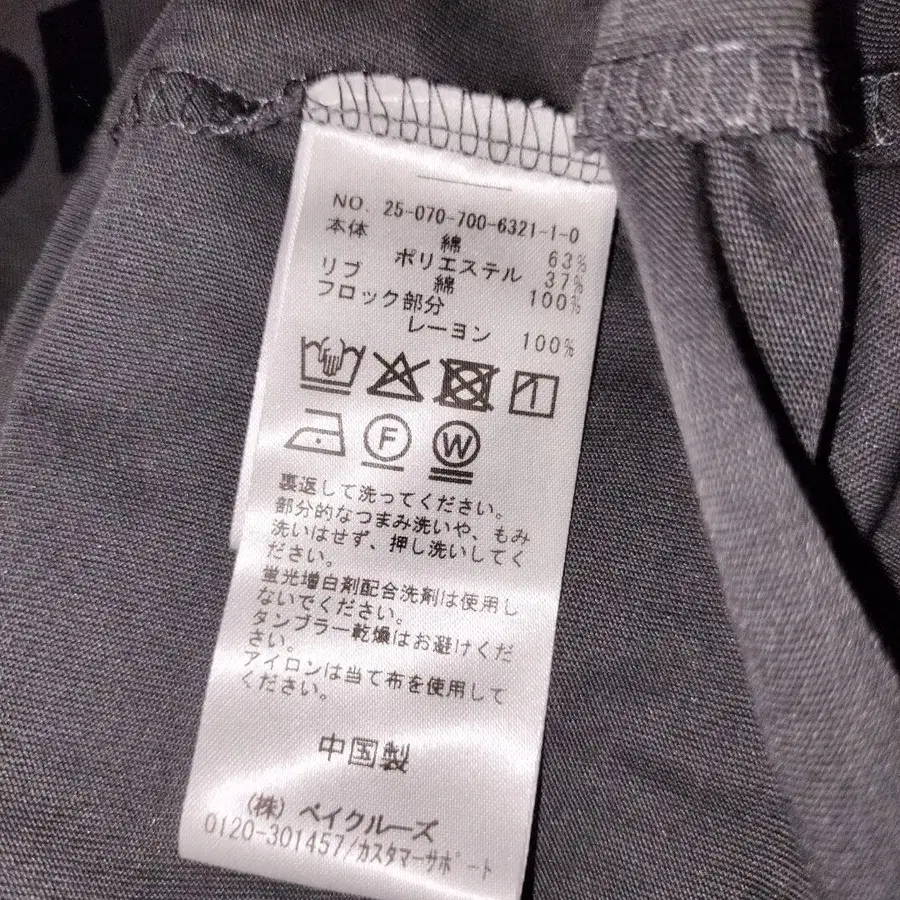 NO. 25-070-700-6321-1-0
本体 綿 63%
ポリエステル 37%
リブ 綿 100%
フロック部分
レーヨン 100%
F W
裏返して洗ってください。
部分的なつまみ洗いや、もみ
洗いはせず、押し洗いしてく
ださい。
蛍光増白剤配合洗剤は使用し
ないでください。
タンブラー乾燥はお避けくだ
さい。
アイロンは当て布を使用して
ください。
中国製
(株) ベイクルーズ
0120-301457/カスタマーサポート